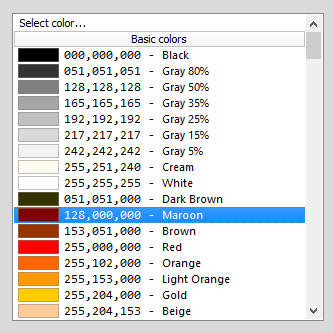 Select color...
Basic colors
000,000,000 - Black
051,051,051 - Gray 80%
128,128,128 - Gray 50%
165,165,165 - Gray 35%
192,192,192 - Gray 25%
217,217,217 - Gray 15%
242,242,242 - Gray 5%
255,251,240 - Cream
255,255,255 - White
051,051,000 - Dark Brown
128,000,000 - Maroon
153,051,000 - Brown
255,000,000 - Red
255,102,000 - Orange
255,153,000 - Light Orange
255,204,000 - Gold
255,204,153 - Beige